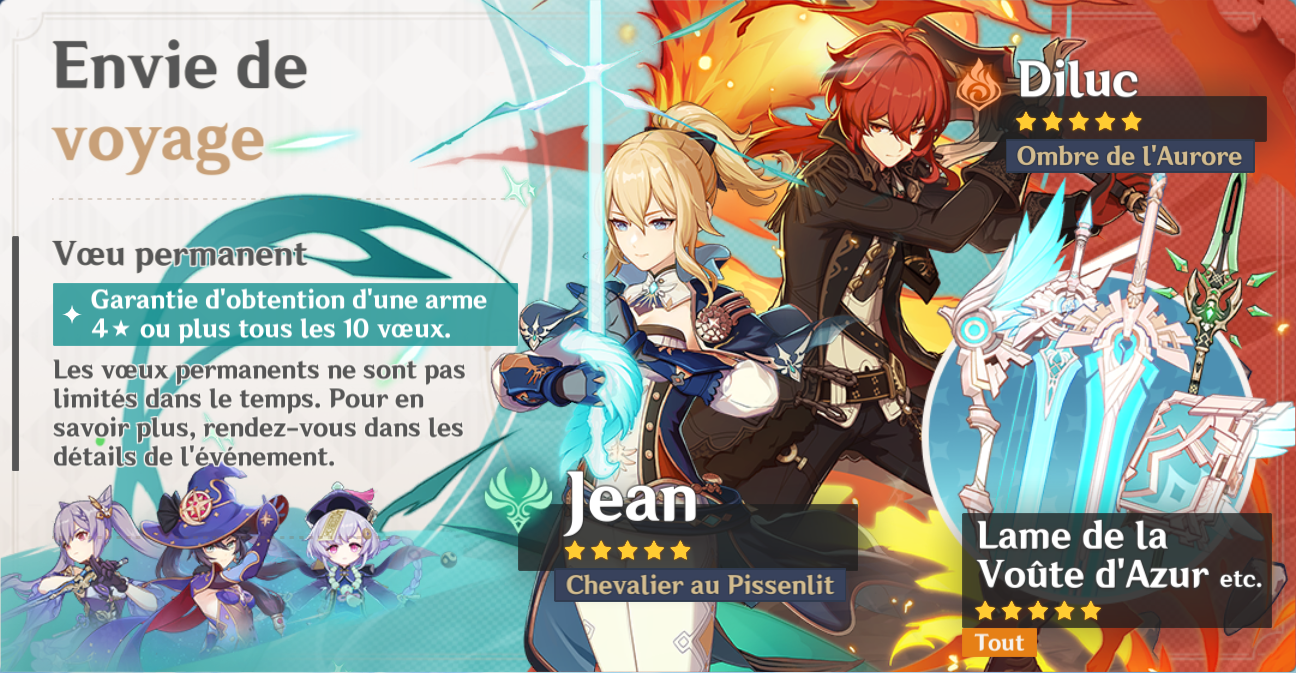 Envie de
voyage
Vœu permanent
Garantie d'obtention d'une arme
4★ ou plus tous les 10 vœux.
Les vœux permanents ne sont pas
limités dans le temps. Pour en
savoir plus, rendez-vous dans les
détails de l'événement.
Diluc
★★★★★
Ombre de l'Aurore
Jean
★★★★★
Chevalier au Pissenlit
Lame de la
Voûte d'Azur etc.
★★★★★
Tout